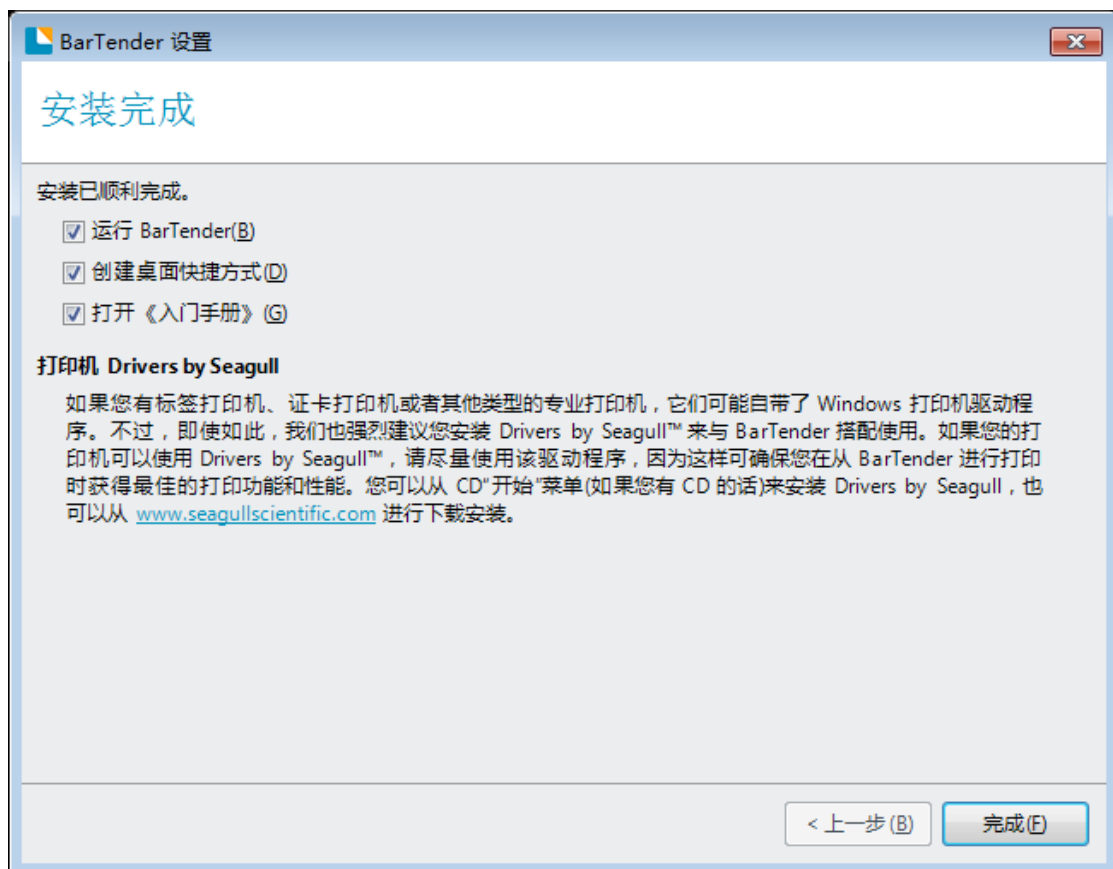 BarTender 设置
安装完成
安装已顺利完成。
运行 BarTender(B)
创建桌面快捷方式(D)
打开《入门手册》(G)
打印机 Drivers by Seagull
如果您有标签打印机、证卡打印机或者其他类型的专业打印机，它们可能自带了 Windows 打印机驱动程
序。不过，即使如此，我们也强烈建议您安装 Drivers by Seagull™ 来与 BarTender 搭配使用。如果您的打
印机可以使用 Drivers by Seagull™，请尽量使用该驱动程序，因为这样可确保您在从 BarTender 进行打印
时获得最佳的打印功能和性能。您可以从 CD“开始”菜单(如果您有 CD 的话)来安装 Drivers by Seagull，也
可以从 www.seagullscientific.com 进行下载安装。
< 上一步(B)
完成(F)